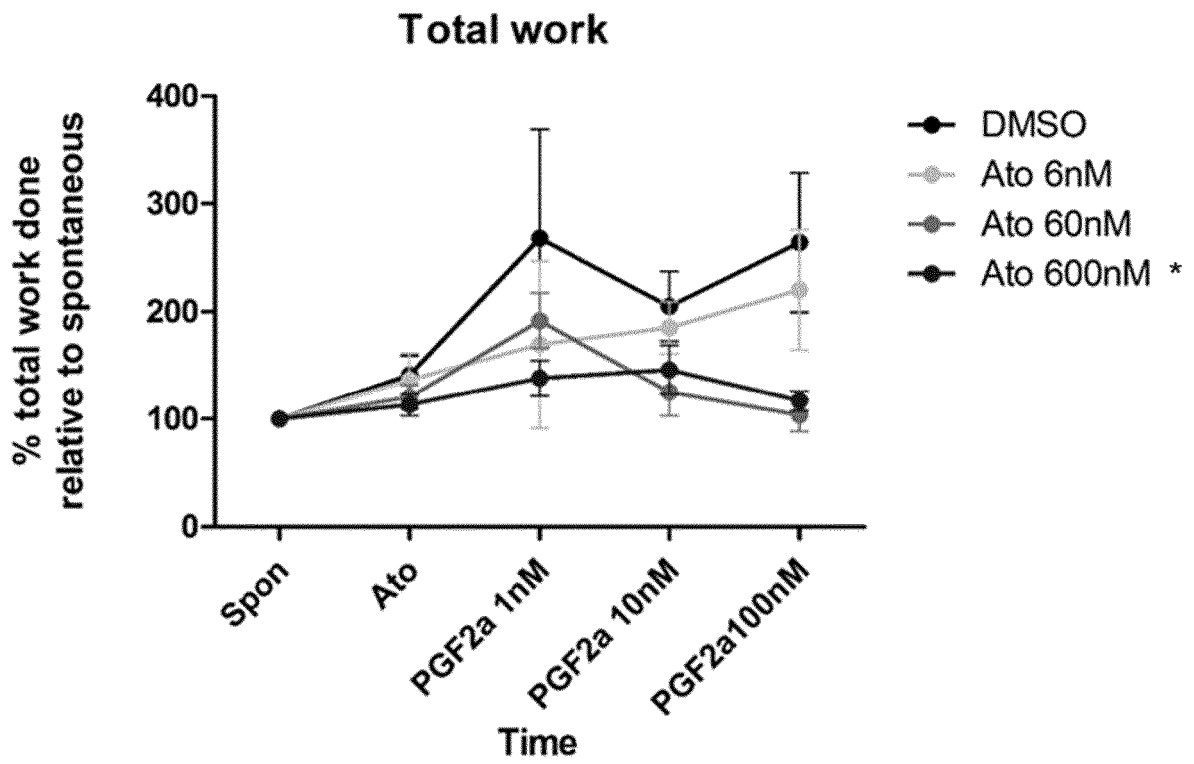 Total work
% total work done
relative to spontaneous
400
300
200
100
0
Spon
Ato
PGF2a 1nM
PGF2a 10nM
PGF2a100nM
Time
DMSO
Ato 6nM
Ato 60nM
Ato 600nM *